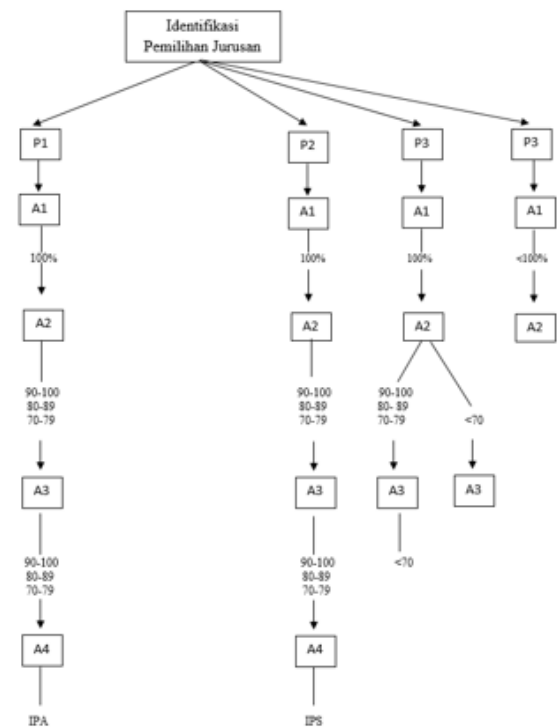 Identifikasi
Pemilihan Jurusan
P1 P2 P3 P3
A1 A1 A1 A1
100% 100% 100% <100%
A2 A2 A2 A2
90-100 90-100 90-100
80-89 80-89 80- 89 <70
70-79 70-79 70-79
A3 A3 A3 A3
90-100 90-100 <70
80-89 80-89
70-79 70-79
A4 A4
IPA IPS